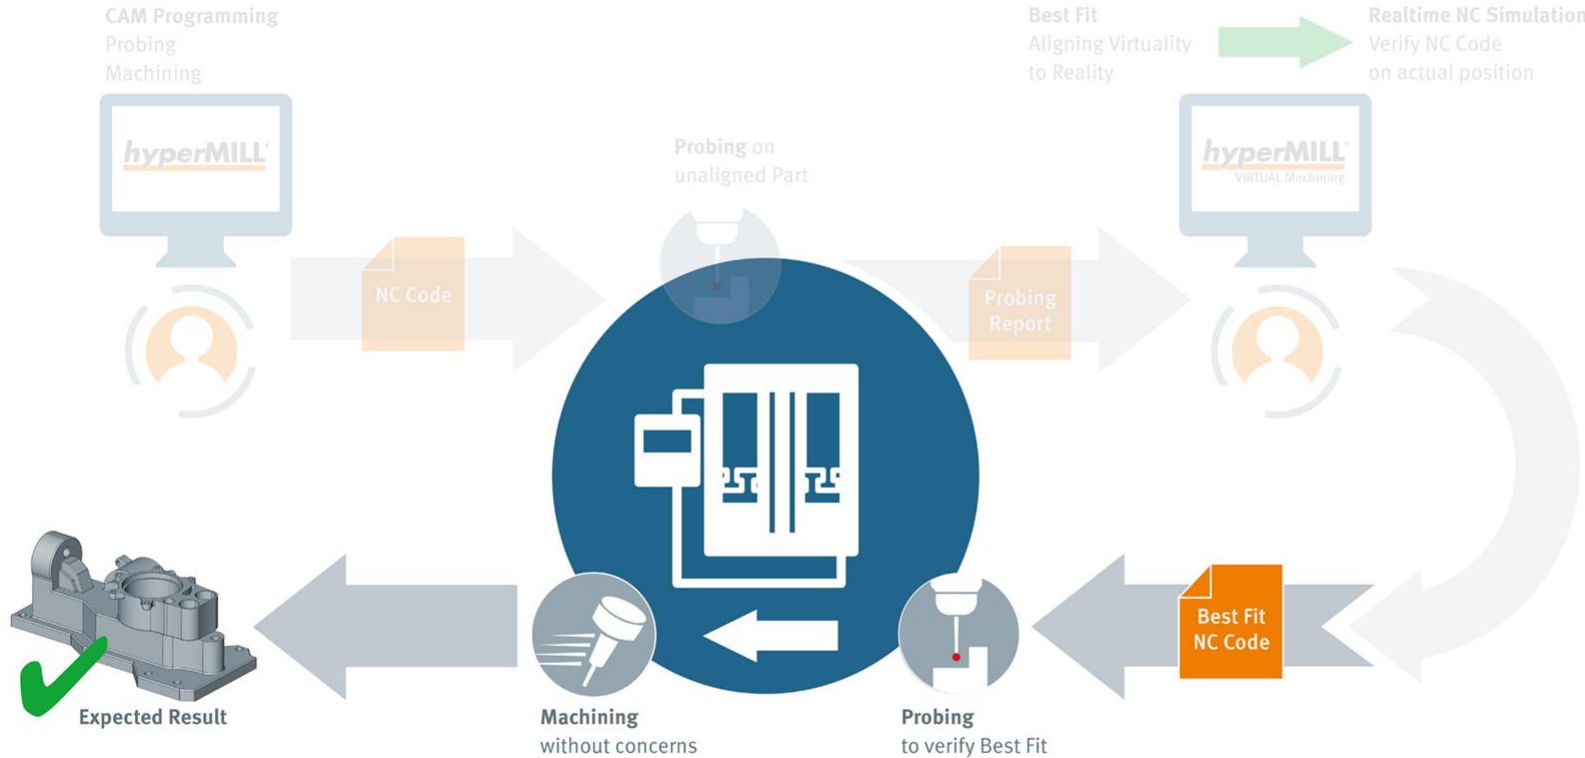 CAM Programming
Probing
Machining
hyperMILL®
NC Code
Probing on
unaligned Part
Probing
Report
Best Fit
Aligning Virtuality
to Reality
Realtime NC Simulation
Verify NC Code
on actual position
hyperMILL®
VIRTUAL Machining
Best Fit
NC Code
Probing
to verify Best Fit
Machining
without concerns
Expected Result